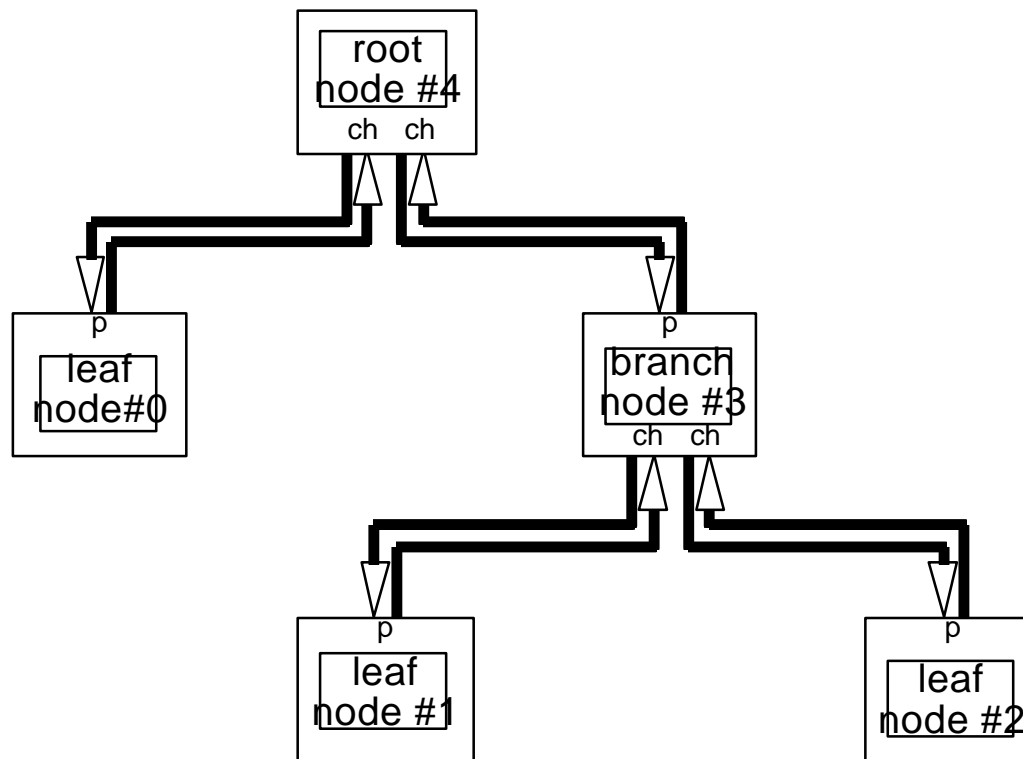 root
node #4
ch ch
p
leaf
node#0
p
branch
node #3
ch ch
p
leaf
node #1
p
leaf
node #2